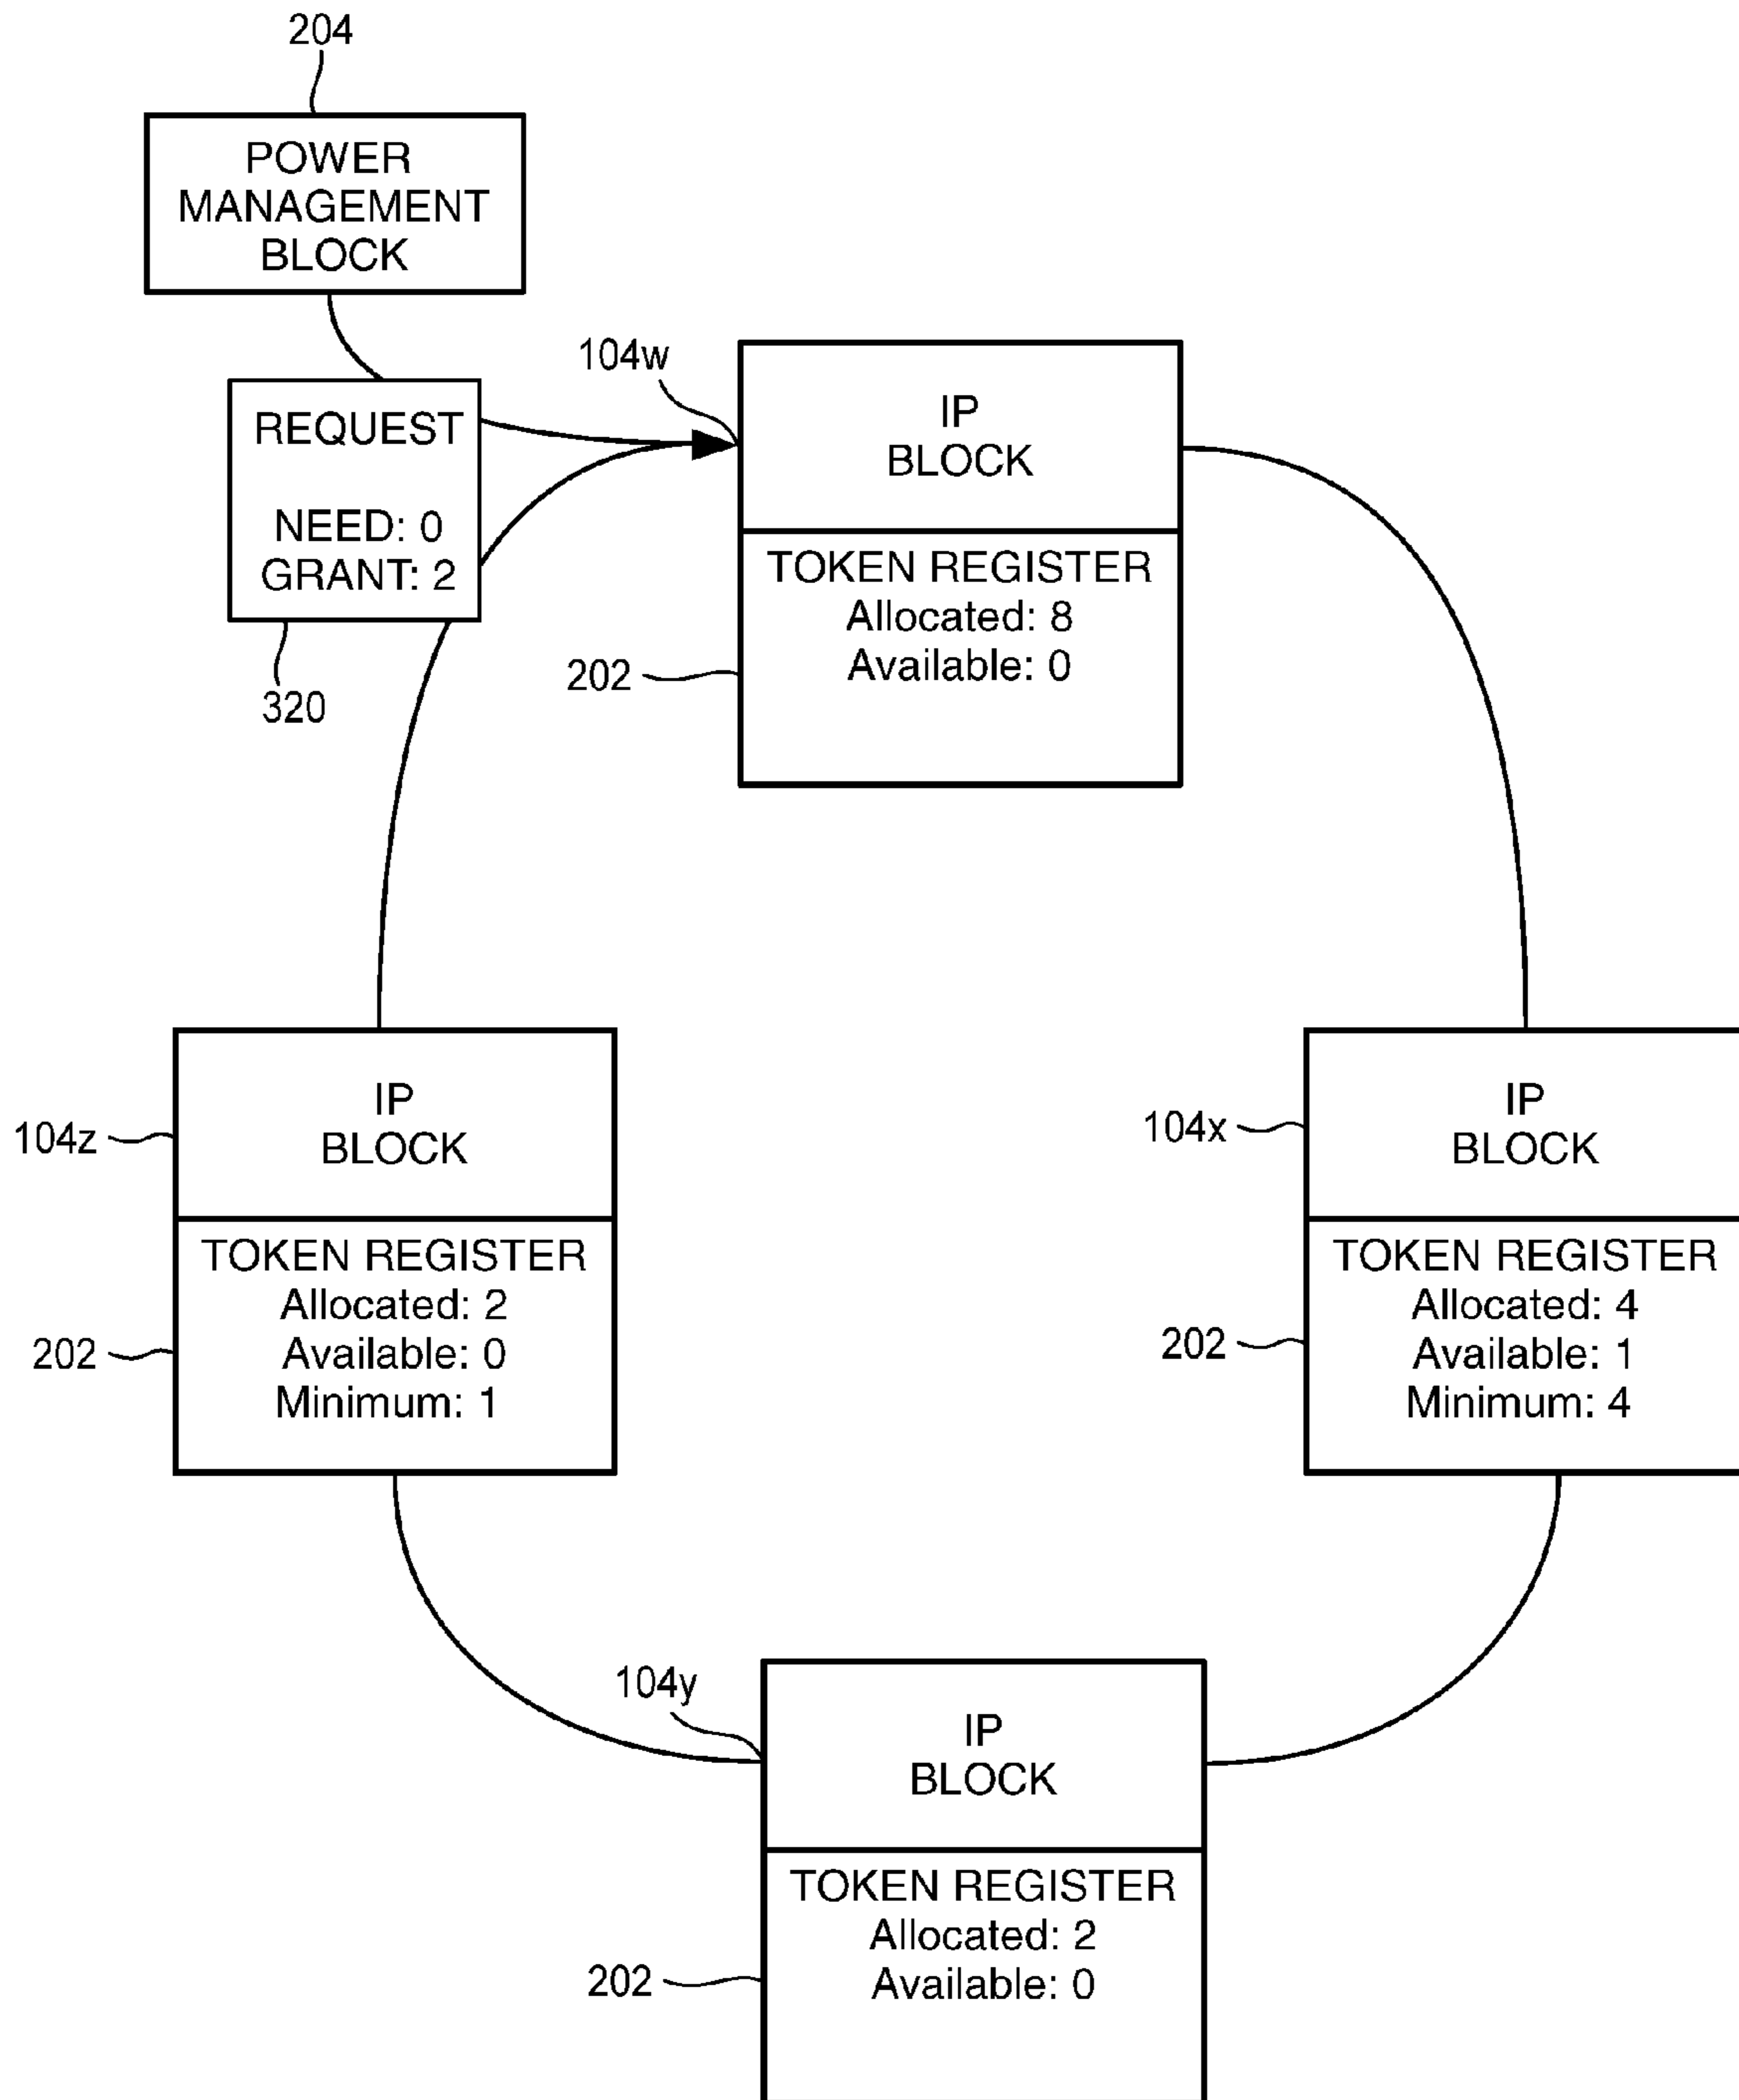 204
POWER
MANAGEMENT
BLOCK
104w
IP
BLOCK
REQUEST
NEED: 0
GRANT: 2
320
TOKEN REGISTER
Allocated: 8
Available: 0
202
104z
IP
BLOCK
TOKEN REGISTER
Allocated: 2
Available: 0
Minimum: 1
202
104x
IP
BLOCK
TOKEN REGISTER
Allocated: 4
Available: 1
Minimum: 4
202
104y
IP
BLOCK
TOKEN REGISTER
Allocated: 2
Available: 0
202